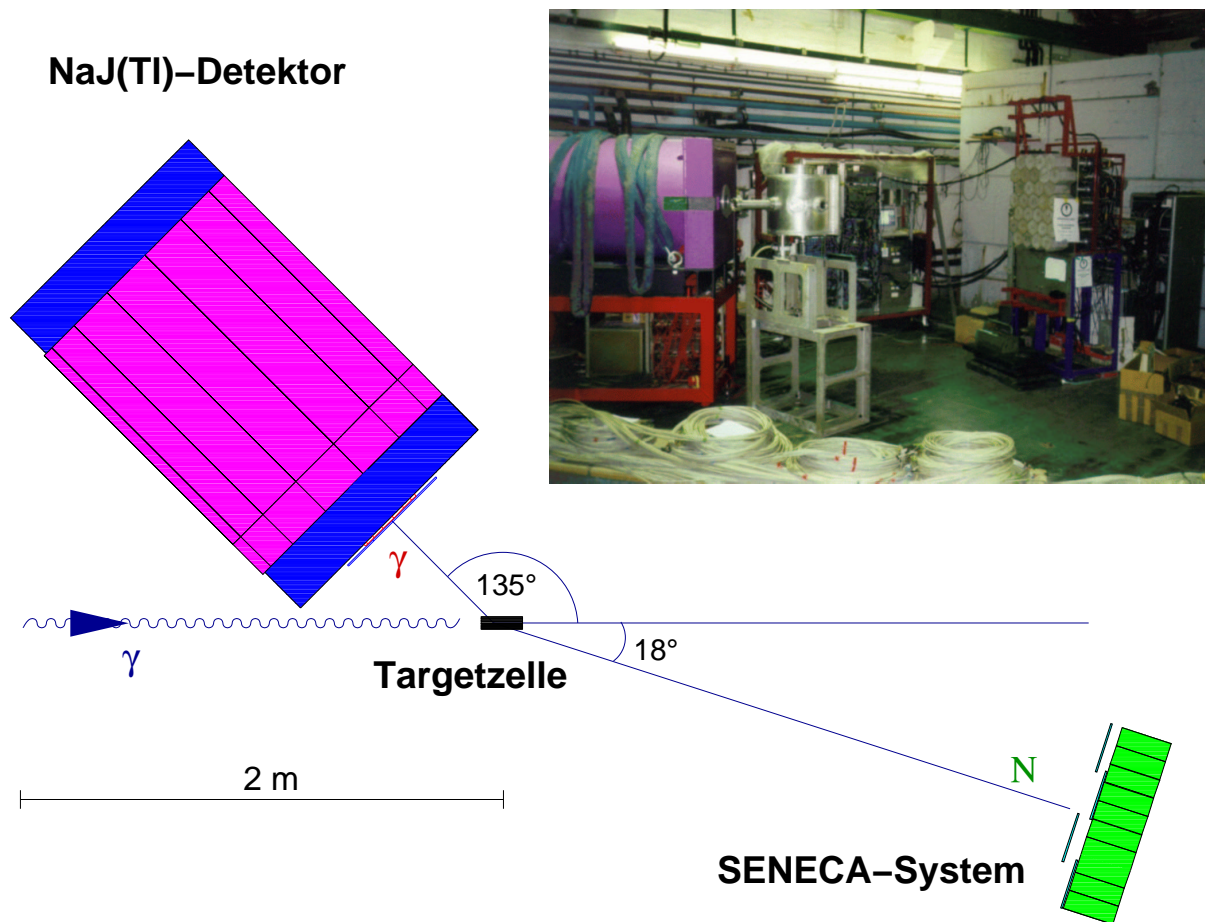 NaJ(Tl)–Detektor
γ
135°
18°
γ
Targetzelle
2 m
N
SENECA–System